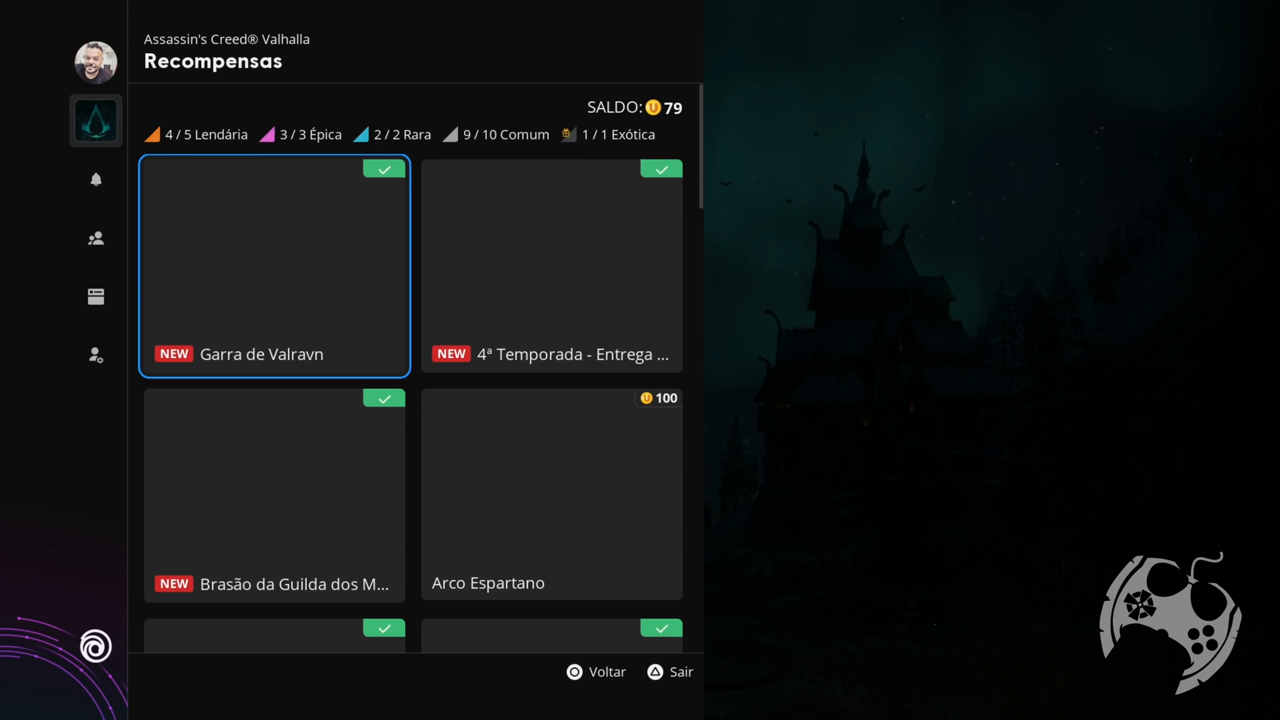 Assassin's Creed® Valhalla
Recompensas
SALDO: 79
4 / 5 Lendária 3 / 3 Épica 2 / 2 Rara 9 / 10 Comum 1 / 1 Exótica
NEW Garra de Valravn
NEW 4ª Temporada - Entrega ...
100
NEW Brasão da Guilda dos M...
Arco Espartano
Voltar Sair